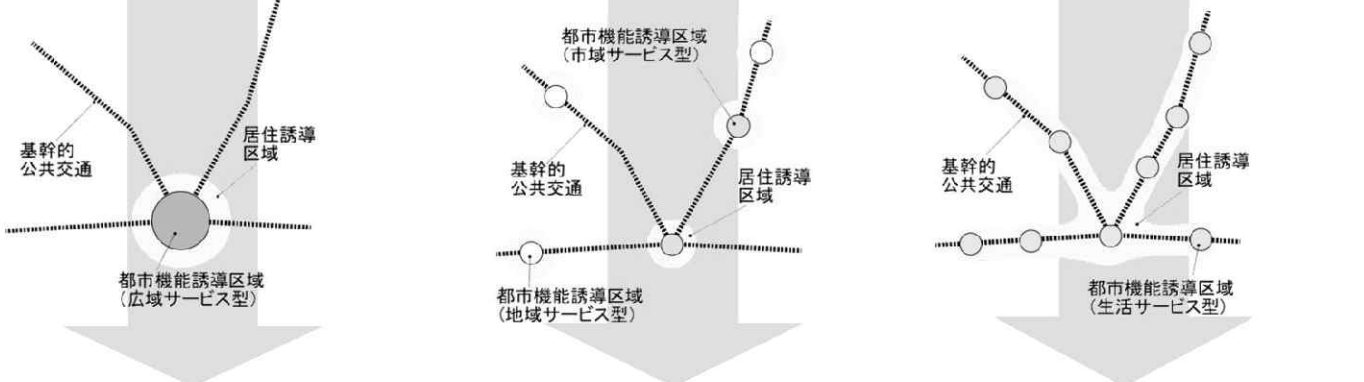 基幹的
公共交通
居住誘導
区域
都市機能誘導区域
（広域サービス型）
都市機能誘導区域
（市域サービス型）
基幹的
公共交通
居住誘導
区域
都市機能誘導区域
（地域サービス型）
基幹的
公共交通
居住誘導
区域
都市機能誘導区域
（生活サービス型）